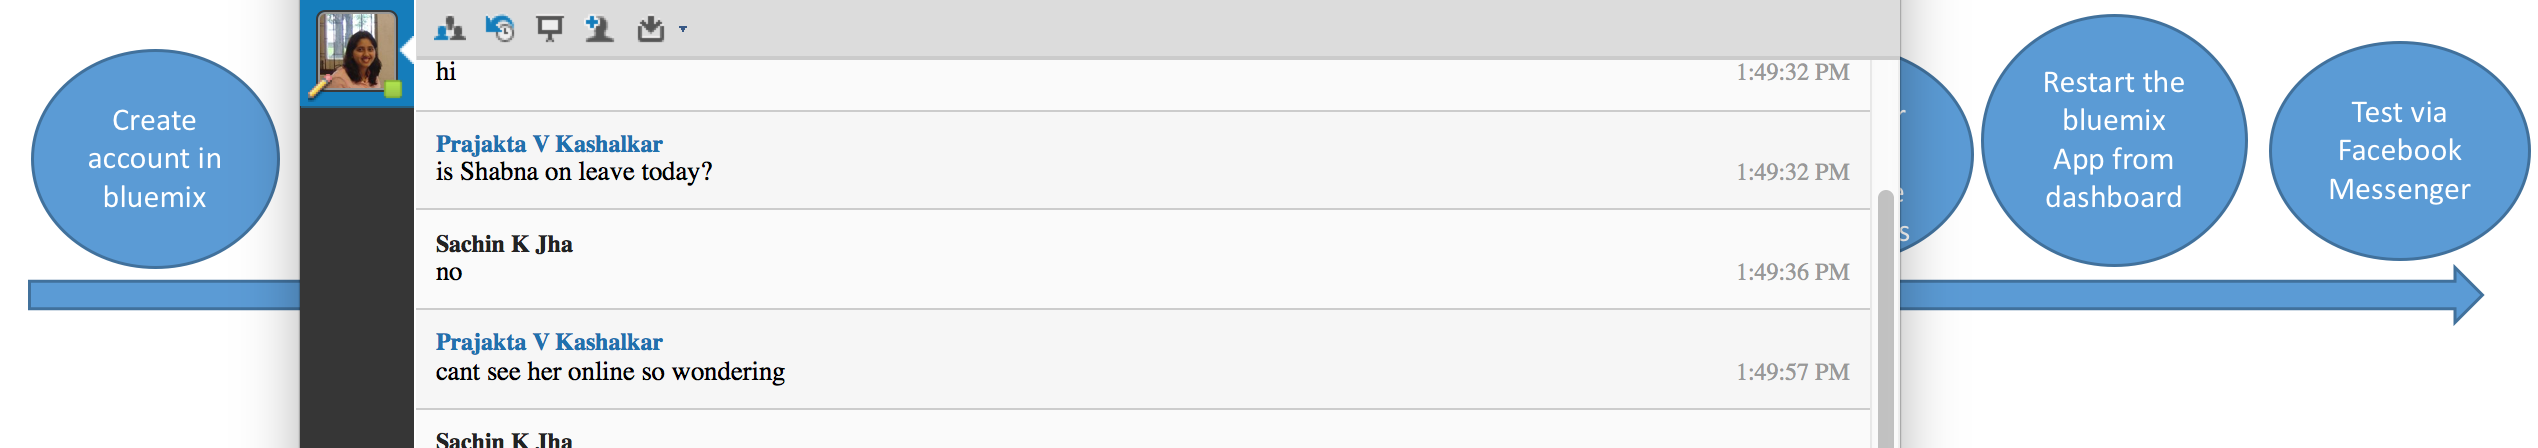 Create
account in
bluemix
hi
1:49:32 PM
Prajakta V Kashalkar
is Shabna on leave today?
1:49:32 PM
Sachin K Jha
no
1:49:36 PM
Prajakta V Kashalkar
cant see her online so wondering
1:49:57 PM
Sachin K Jha
Restart the
bluemix
App from
dashboard
Test via
Facebook
Messenger